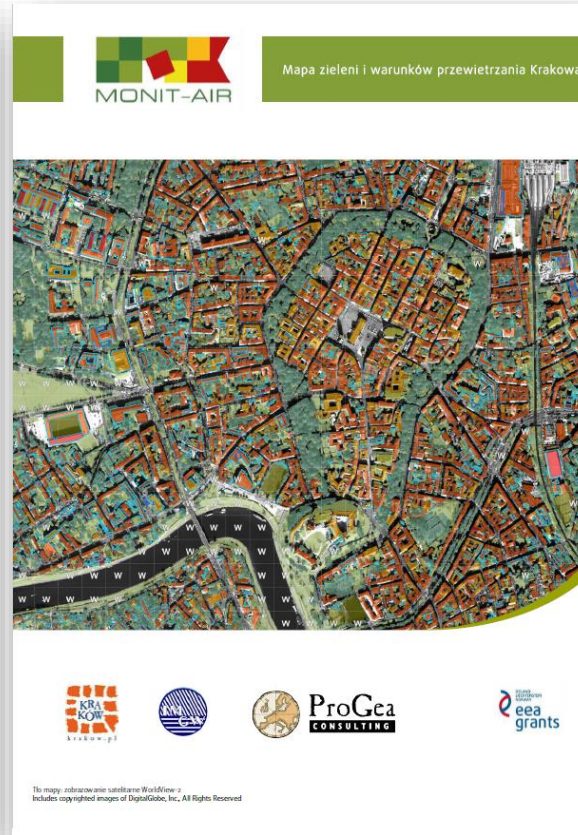 MONIT-AIR
Mapa zieleni i warunków przewietrzania Krakowa
KRA
KÓW
krakow.pl
ProGea
CONSULTING
eea
grants
Tło mapy: zobrazowanie satelitarne WorldView-2
Includes copyrighted images of DigitalGlobe, Inc., All Rights Reserved